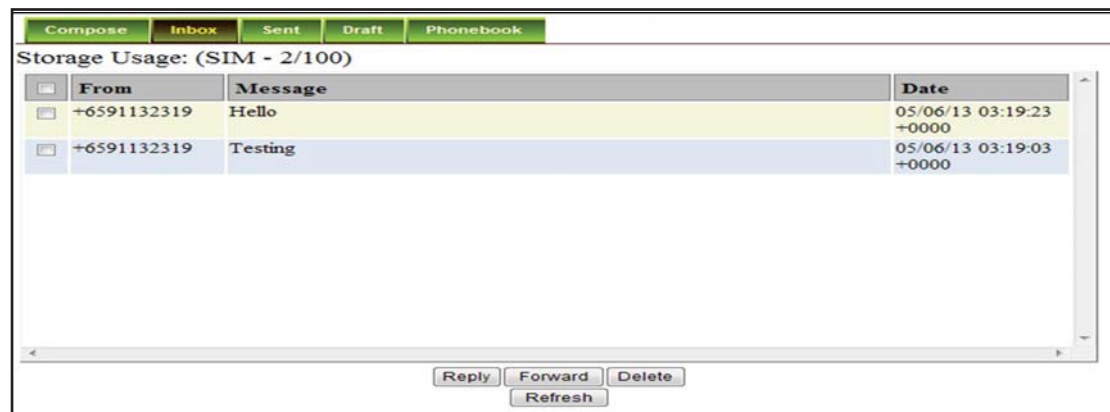 Compose Inbox Sent Draft Phonebook
Storage Usage: (SIM - 2/100)
From Message Date
+6591132319 Hello 05/06/13 03:19:23
+0000
+6591132319 Testing 05/06/13 03:19:03
+0000
Reply Forward Delete
Refresh